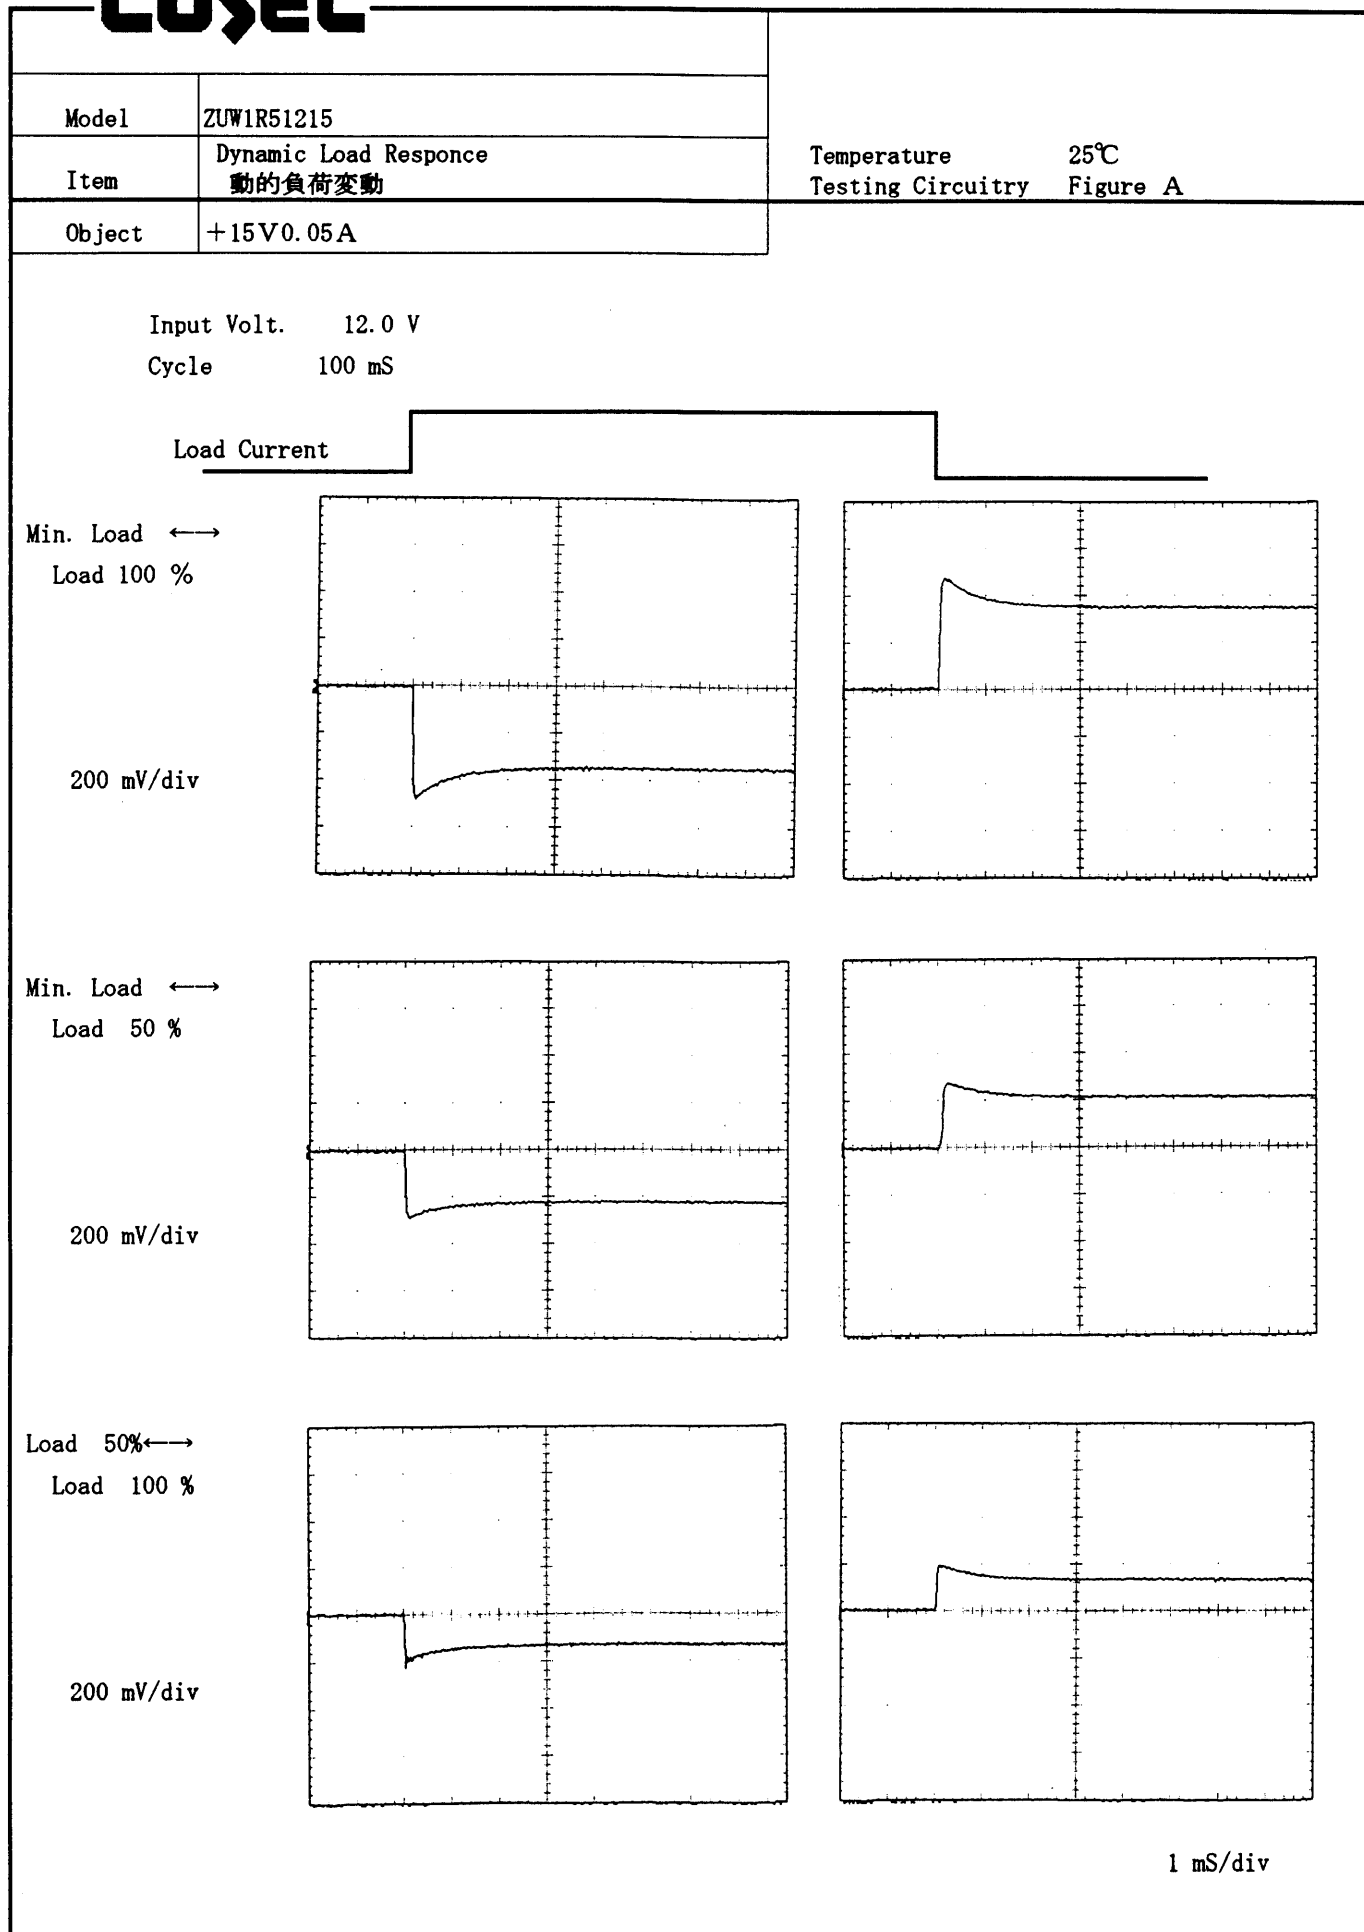 COSEL
Model ZUW1R51215
Item Dynamic Load Responce
動的負荷変動
Temperature 25℃
Testing Circuitry Figure A
Object +15V0.05A
Input Volt. 12.0 V
Cycle 100 mS
Load Current
Min. Load ←→
Load 100 %
200 mV/div
Min. Load ←→
Load 50 %
200 mV/div
Load 50%←→
Load 100 %
200 mV/div
1 mS/div